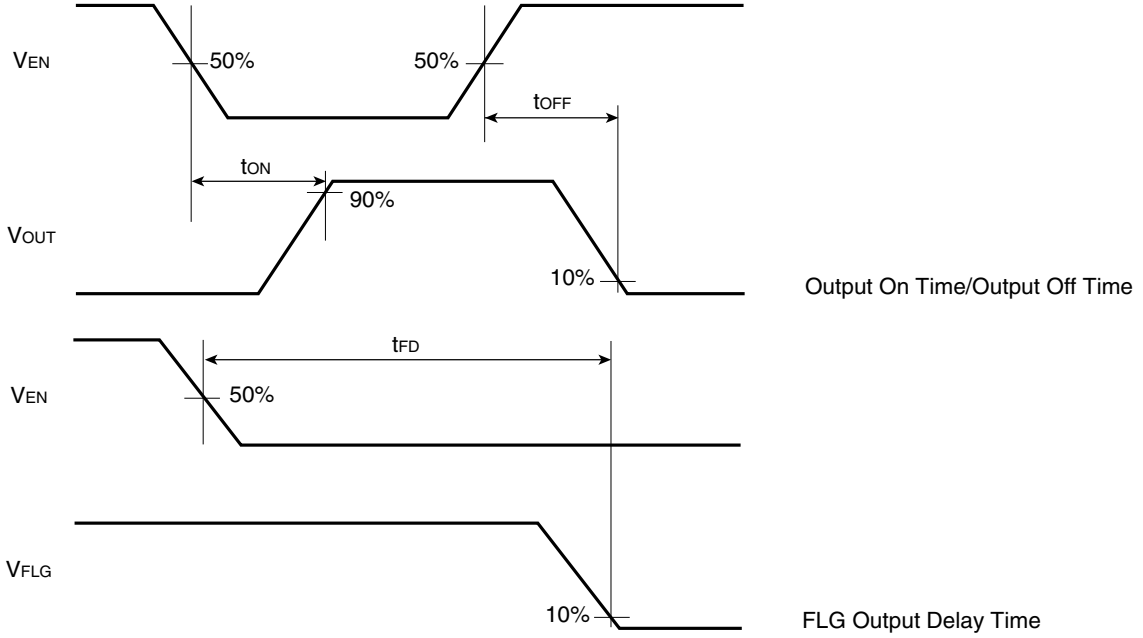 VEN
50%
50%
tOFF
tON
90%
VOUT
10%
Output On Time/Output Off Time
tFD
VEN
50%
VFLG
10%
FLG Output Delay Time